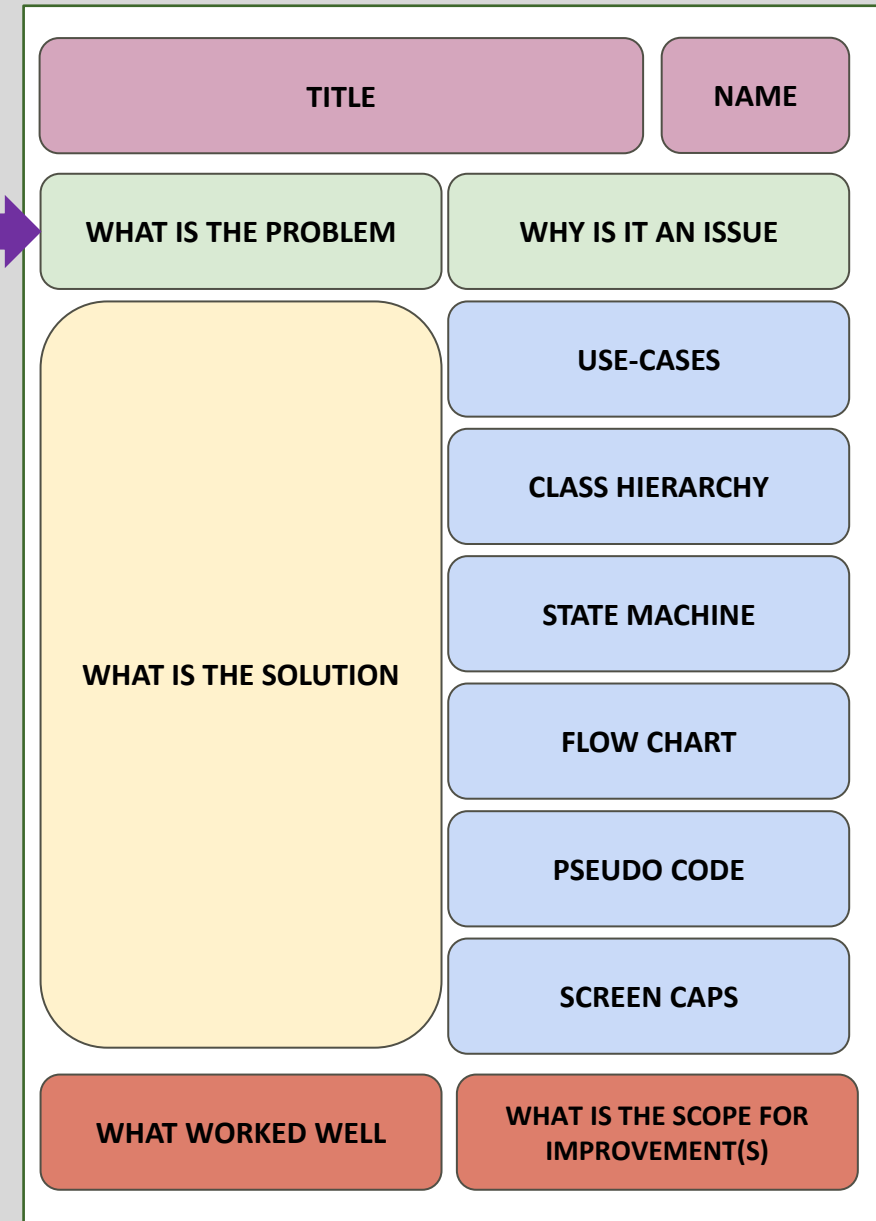 TITLE
NAME
WHAT IS THE PROBLEM
WHY IS IT AN ISSUE
WHAT IS THE SOLUTION
USE-CASES
CLASS HIERARCHY
STATE MACHINE
FLOW CHART
PSEUDO CODE
SCREEN CAPS
WHAT WORKED WELL
WHAT IS THE SCOPE FOR
IMPROVEMENT(S)